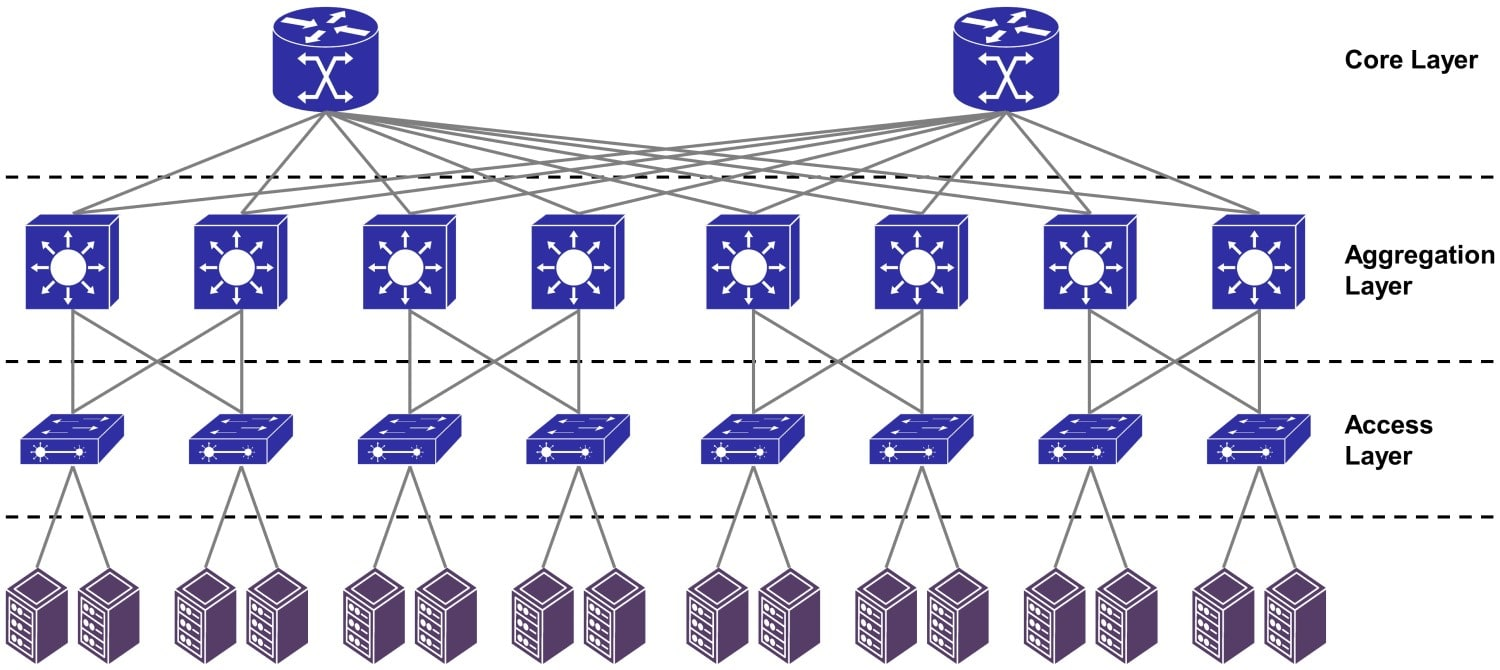 Core Layer
Aggregation
Layer
Access
Layer